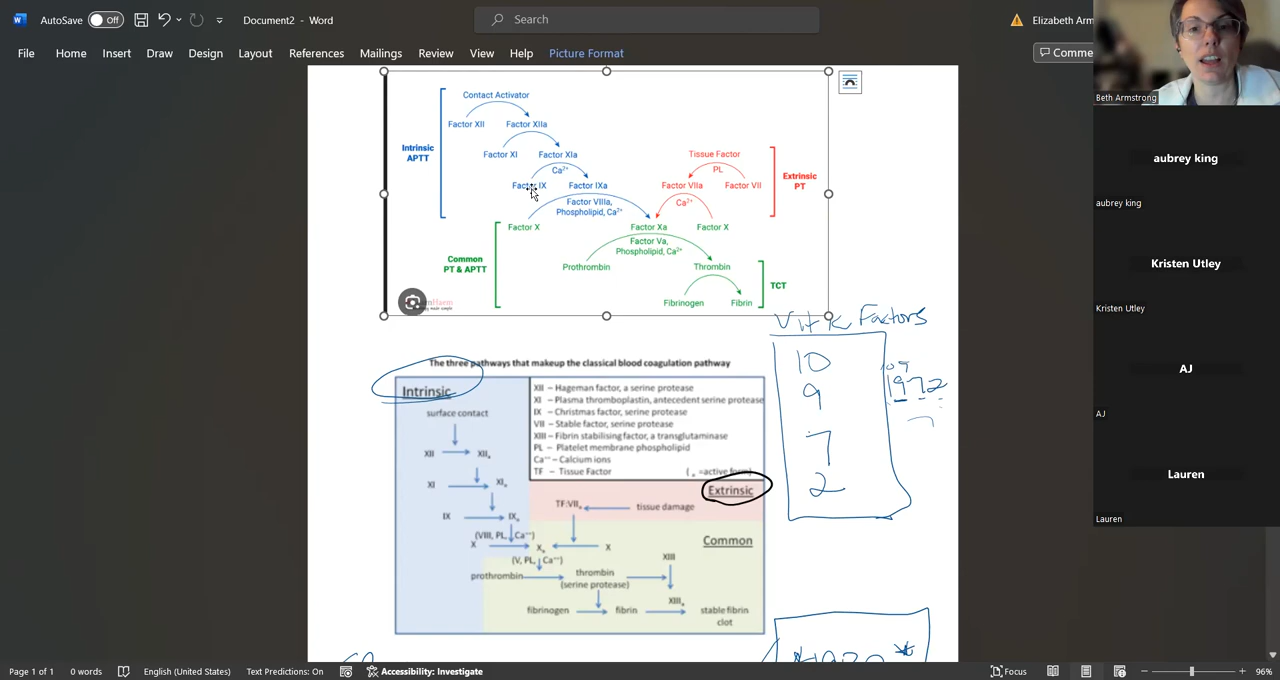 AutoSave Off Document2 - Word Search Elizabeth Arm
File Home Insert Draw Design Layout References Mailings Review View Help Picture Format Comme
Beth Armstrong
aubrey king
aubrey king
Kristen Utley
Kristen Utley
AJ
AJ
Lauren
Lauren
Contact Activator
Factor XII Factor XIIa
Intrinsic
APTT
Factor XI Factor XIa
Ca²⁺
Factor IX Factor IXa
Factor VIIIa,
Phospholipid, Ca²⁺
Tissue Factor
PL
Factor VIIa Factor VII
Ca²⁺
Extrinsic
PT
Factor X Factor Xa Factor X
Factor Va,
Phospholipid, Ca²⁺
Common
PT & APTT
Prothrombin Thrombin
TCT
Fibrinogen Fibrin
Vit K Factors
10
9
7
2
1972
The three pathways that makeup the classical blood coagulation pathway
Intrinsic
surface contact
XII XIIₐ
XI XIₐ
IX IXₐ
(VIII, PL, Ca⁺⁺)
X Xₐ X
(V, PL, Ca⁺⁺)
XII – Hageman factor, a serine protease
XI – Plasma thromboplastin, antecedent serine protease
IX – Christmas factor, serine protease
VII – Stable factor, serine protease
XIII – Fibrin stabilising factor, a transglutaminase
PL – Platelet membrane phospholipid
Ca⁺⁺ – Calcium ions
TF – Tissue Factor (ₐ =active form)
Extrinsic
TF:VIIₐ tissue damage
Common
prothrombin thrombin
(serine protease)
XIII
XIIIₐ
fibrinogen fibrin stable fibrin
clot
Page 1 of 1 0 words English (United States) Text Predictions: On Accessibility: Investigate Focus 96%